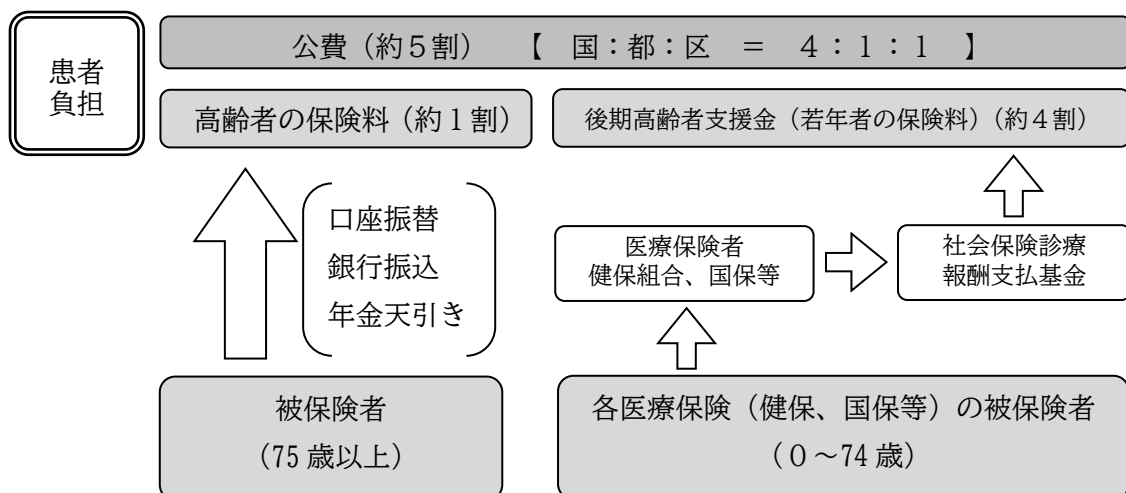 患者
負担
公費（約５割）　【　国：都：区　＝　４：１：１　】
高齢者の保険料（約１割）
後期高齢者支援金（若年者の保険料）（約４割）
口座振替
銀行振込
年金天引き
医療保険者
健保組合、国保等
社会保険診療
報酬支払基金
被保険者
（75 歳以上）
各医療保険（健保、国保等）の被保険者
（０～74 歳）